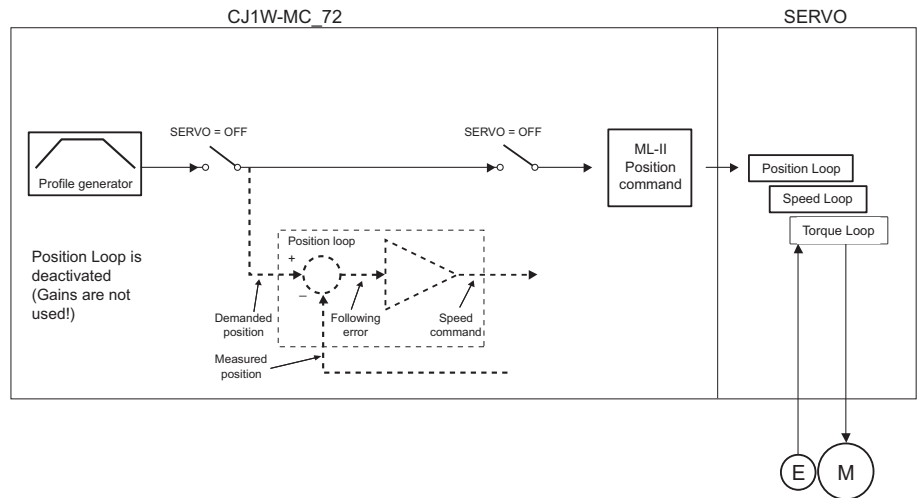 CJ1W-MC_72
SERVO
SERVO = OFF
SERVO = OFF
Profile generator
ML-II
Position
command
Position Loop
Speed Loop
Torque Loop
Position Loop is
deactivated
(Gains are not
used!)
Position loop
+
_
Demanded
position
Following
error
Speed
command
Measured
position
E
M